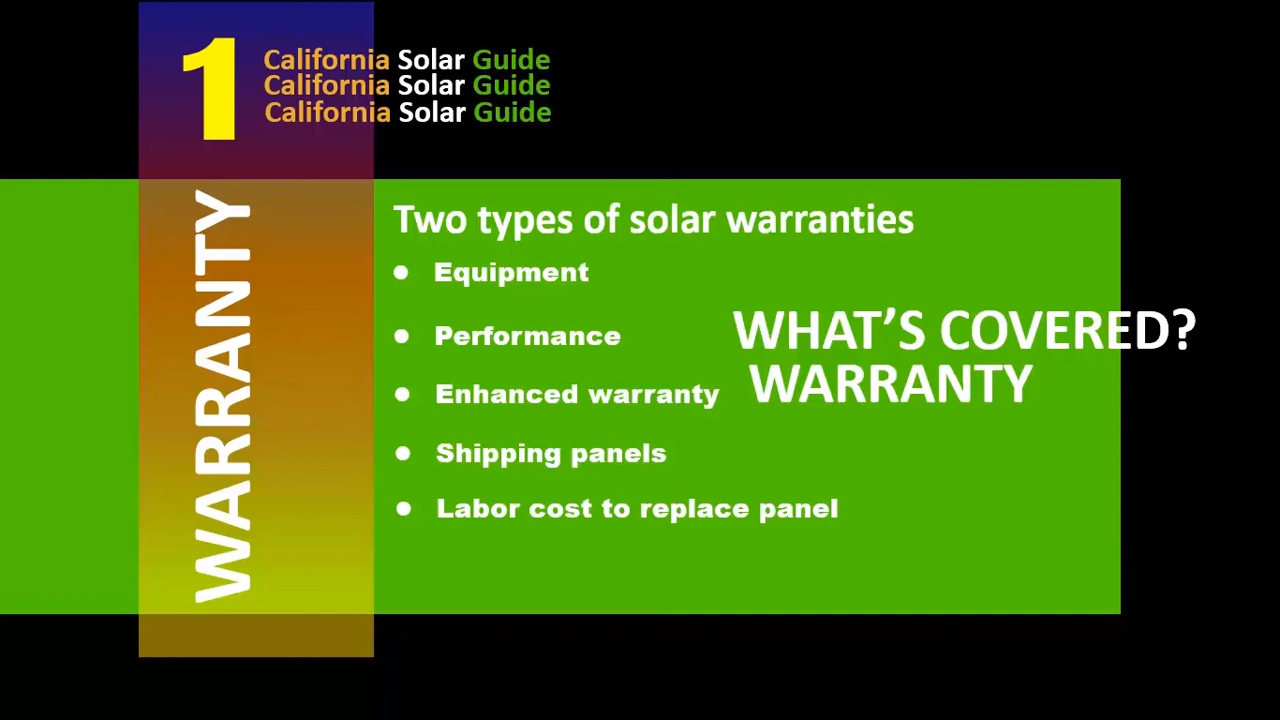 1
California Solar Guide
California Solar Guide
California Solar Guide
WARRANTY
Two types of solar warranties
• Equipment
• Performance
• Enhanced warranty
• Shipping panels
• Labor cost to replace panel
WHAT'S COVERED?
WARRANTY